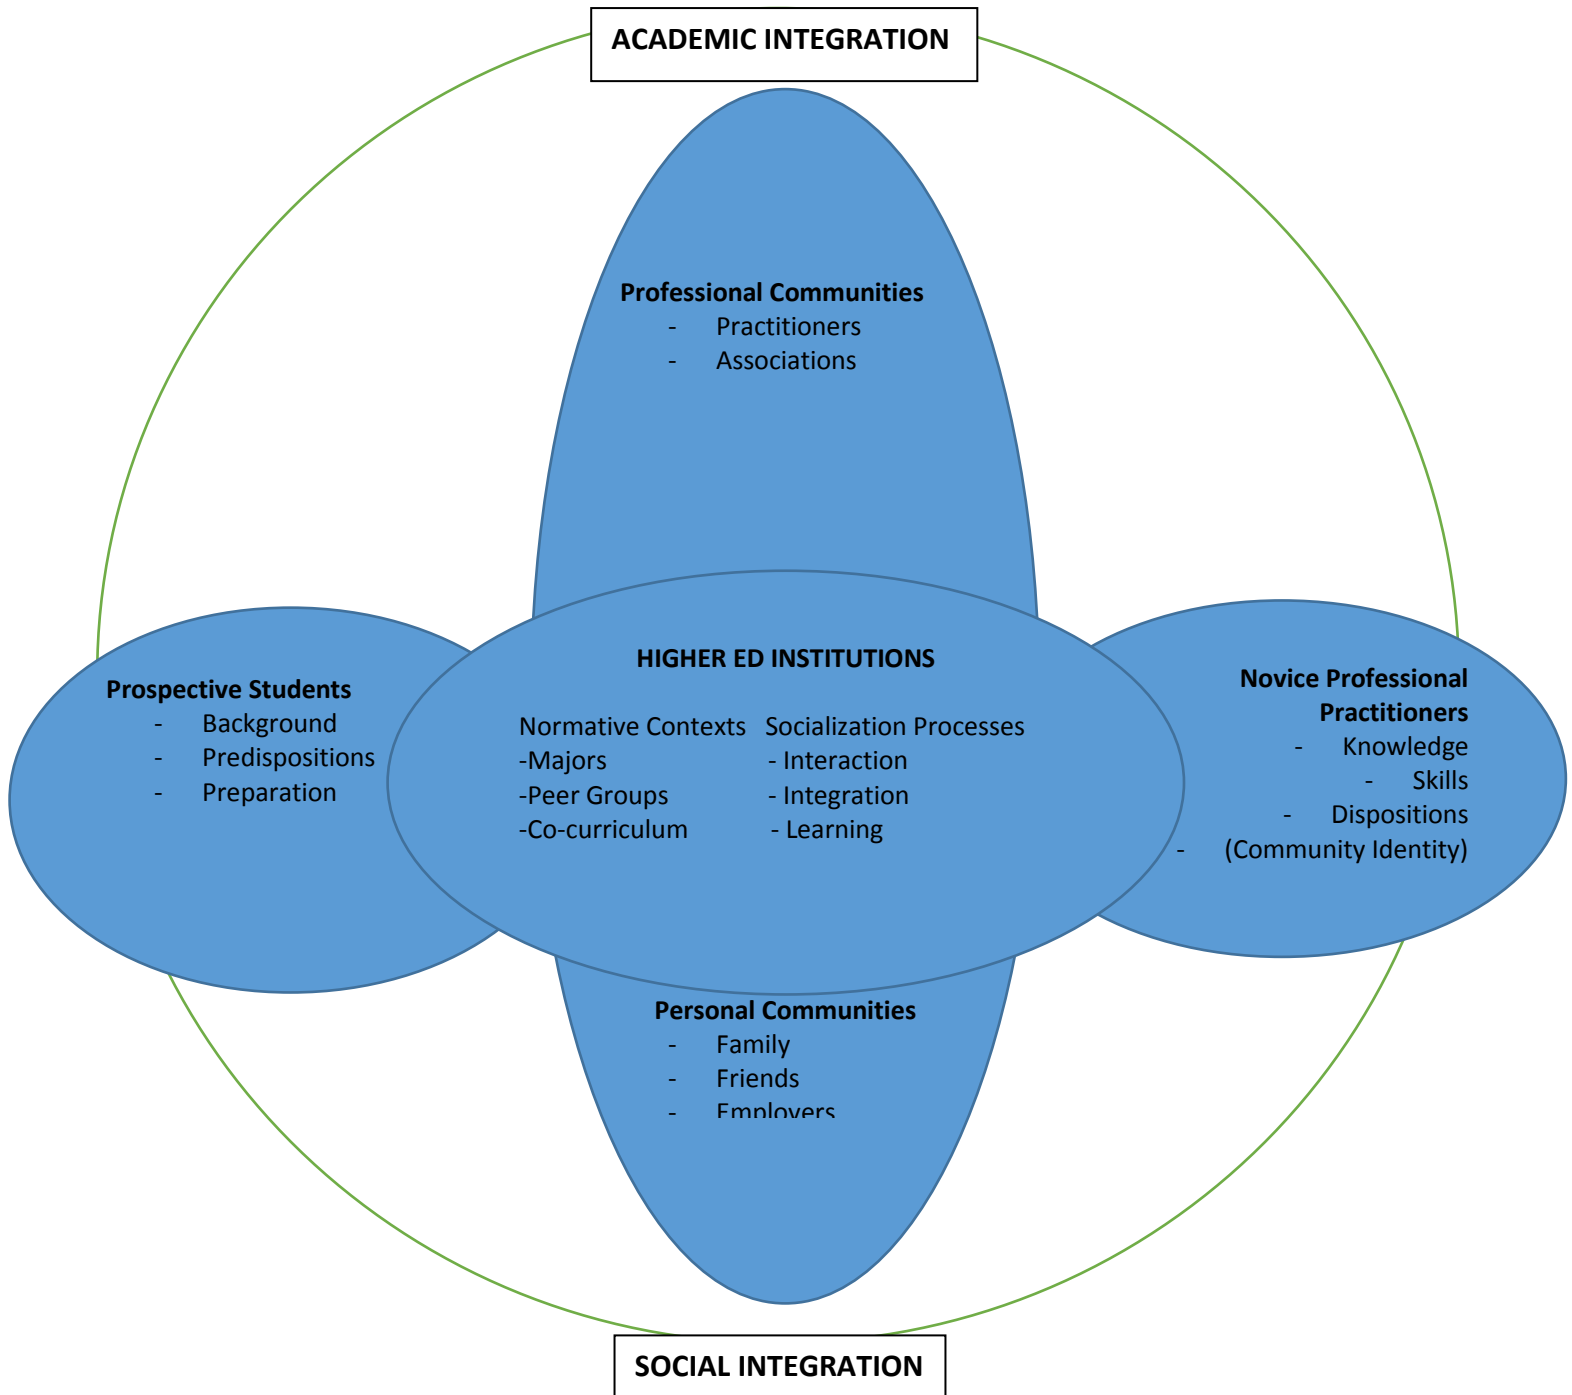 ACADEMIC INTEGRATION
Professional Communities
- Practitioners
- Associations
HIGHER ED INSTITUTIONS
Normative Contexts Socialization Processes
-Majors - Interaction
-Peer Groups - Integration
-Co-curriculum - Learning
Prospective Students
- Background
- Predispositions
- Preparation
Novice Professional
Practitioners
- Knowledge
- Skills
- Dispositions
- (Community Identity)
Personal Communities
- Family
- Friends
- Employers
SOCIAL INTEGRATION